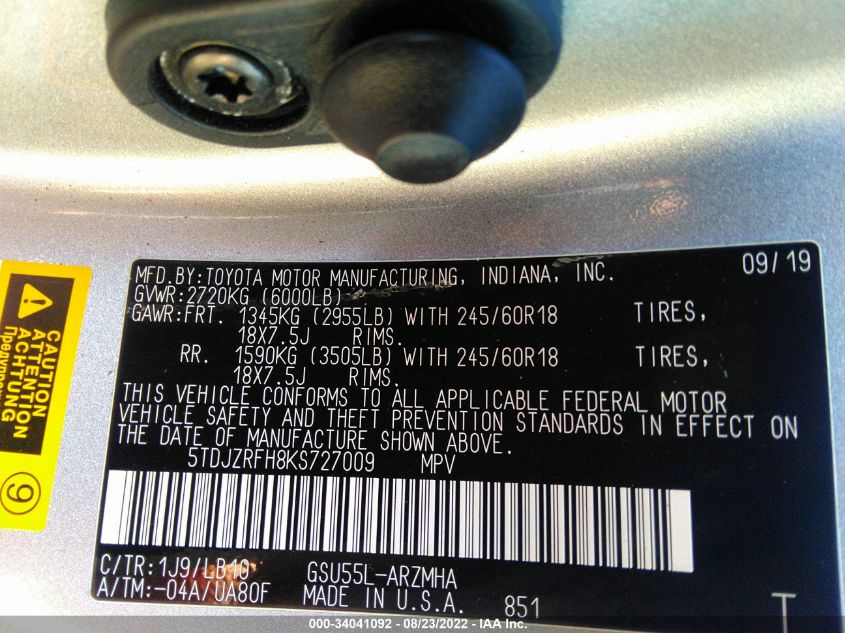 MFD.BY:TOYOTA MOTOR MANUFACTURING, INDIANA, INC. 09/19
GVWR:2720KG (6000LB)
GAWR:FRT. 1345KG (2955LB) WITH 245/60R18 TIRES,
18X7.5J RIMS.
RR. 1590KG (3505LB) WITH 245/60R18 TIRES,
18X7.5J RIMS.
THIS VEHICLE CONFORMS TO ALL APPLICABLE FEDERAL MOTOR
VEHICLE SAFETY AND THEFT PREVENTION STANDARDS IN EFFECT ON
THE DATE OF MANUFACTURE SHOWN ABOVE.
5TDJZRFH8KS727009 MPV
C/TR:1J9/LB40 GSU55L-ARZMHA
A/TM:-04A/UA80F MADE IN U.S.A. 851 T
CAUTION
ATTENTION
ACHTUNG
9
000-34041092 - 08/23/2022 - IAA Inc.